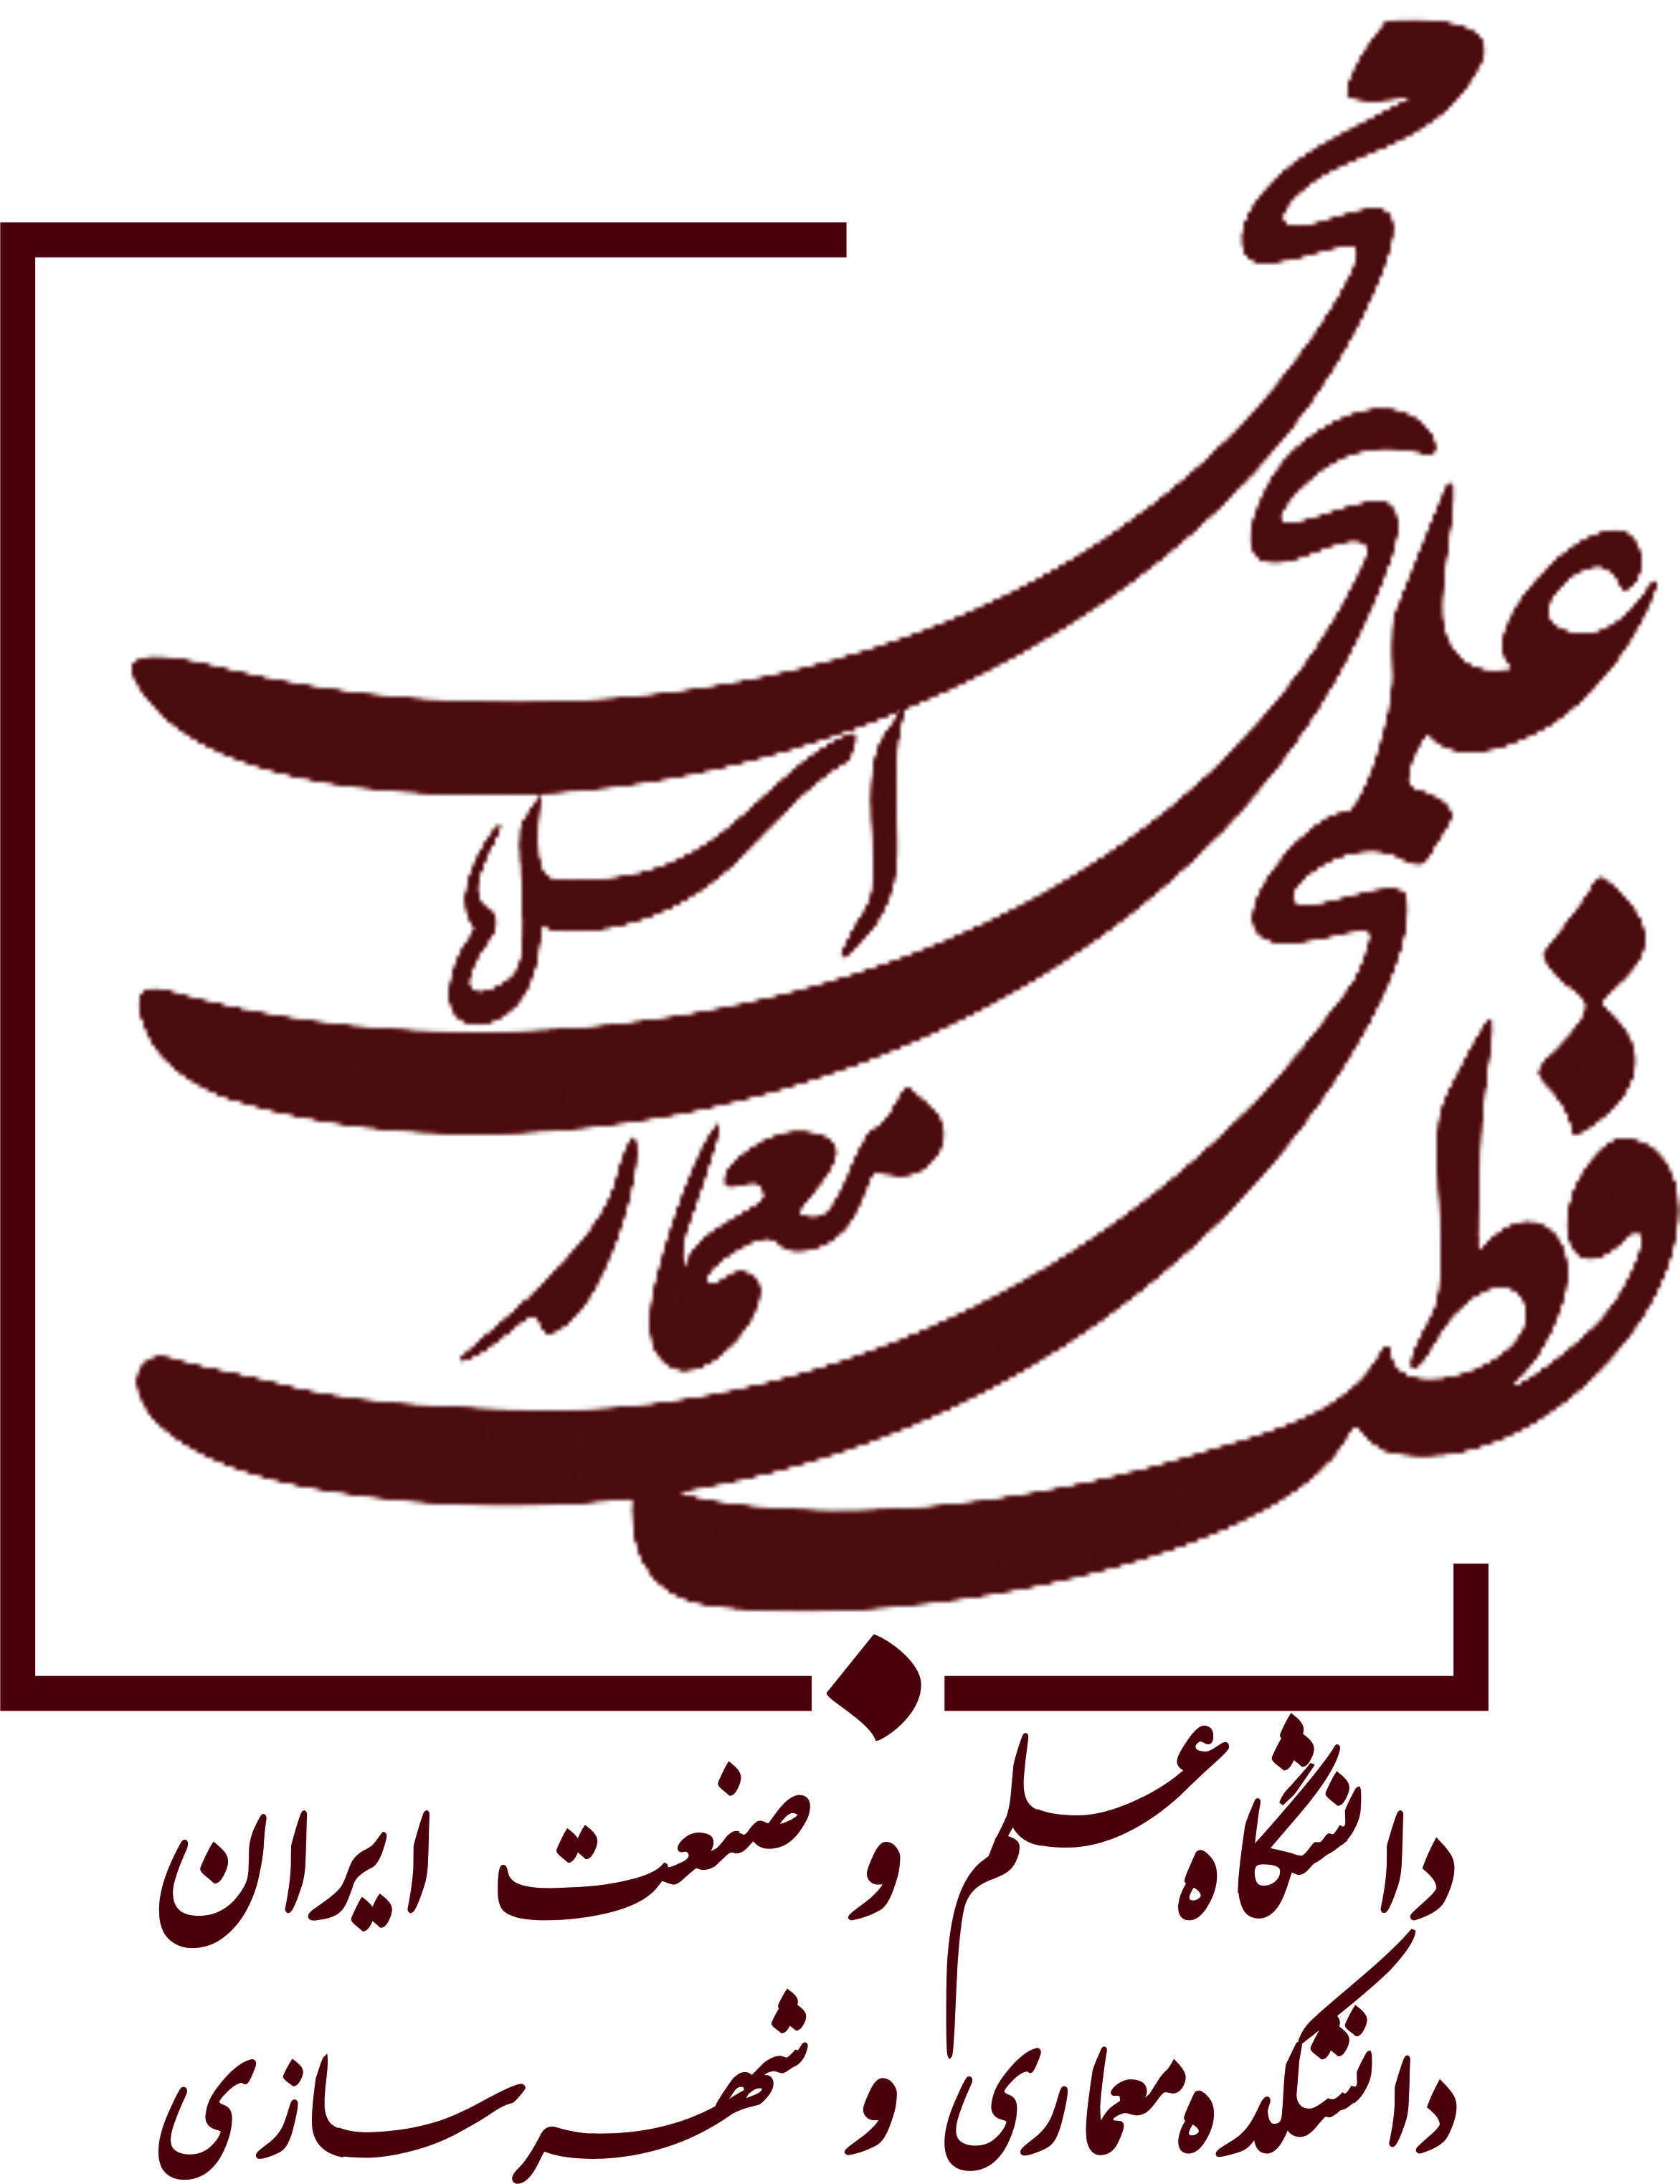 قطب علمی معماری اسلامی
دانشگاه علم و صنعت ایران
دانشکده معماری و شهرسازی